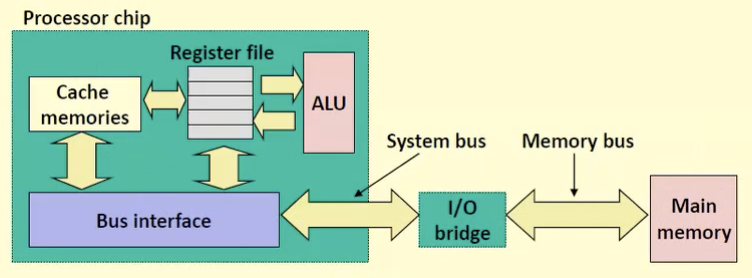 Processor chip
Register file
Cache
memories
ALU
System bus
Memory bus
Bus interface
I/O
bridge
Main
memory